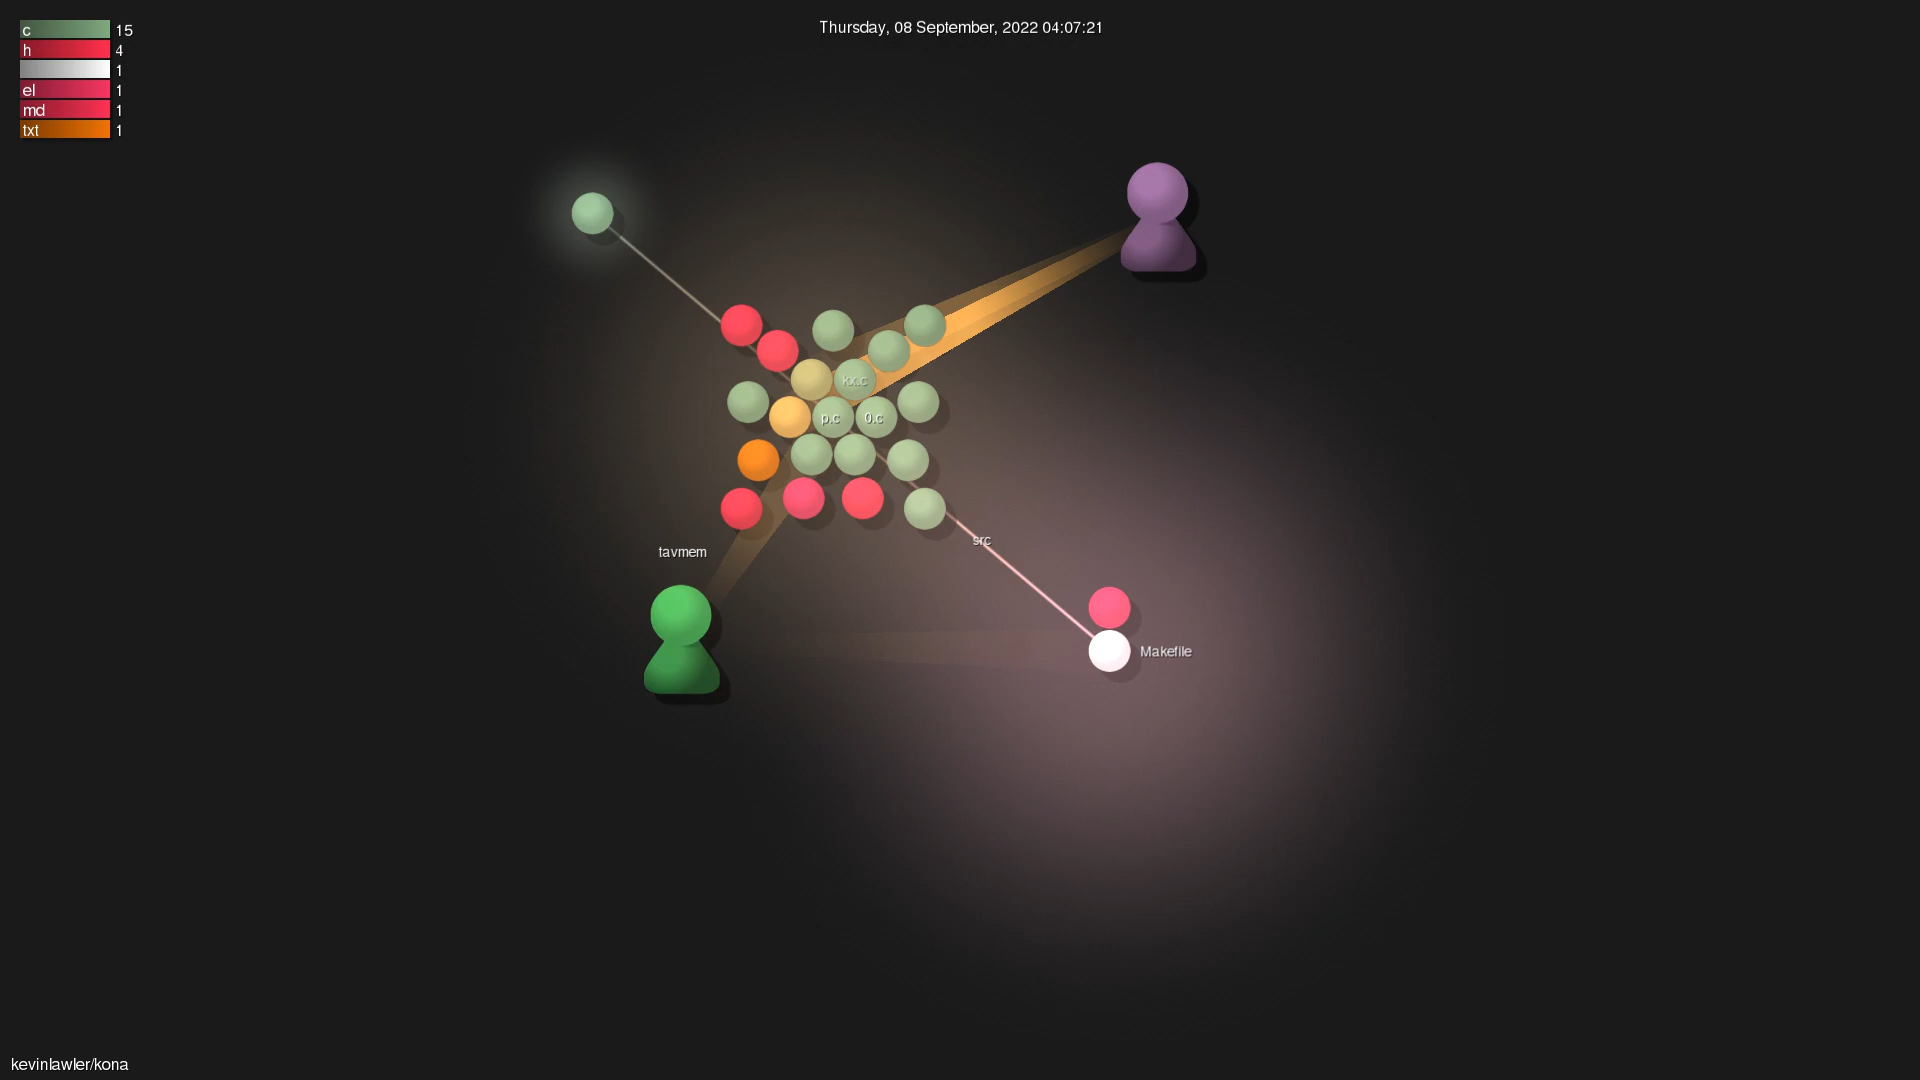 Thursday, 08 September, 2022 04:07:21
c 15
h 4
1
el 1
md 1
txt 1
kx.c
p.c 0.c
src
tavmem
Makefile
kevinlawler/kona